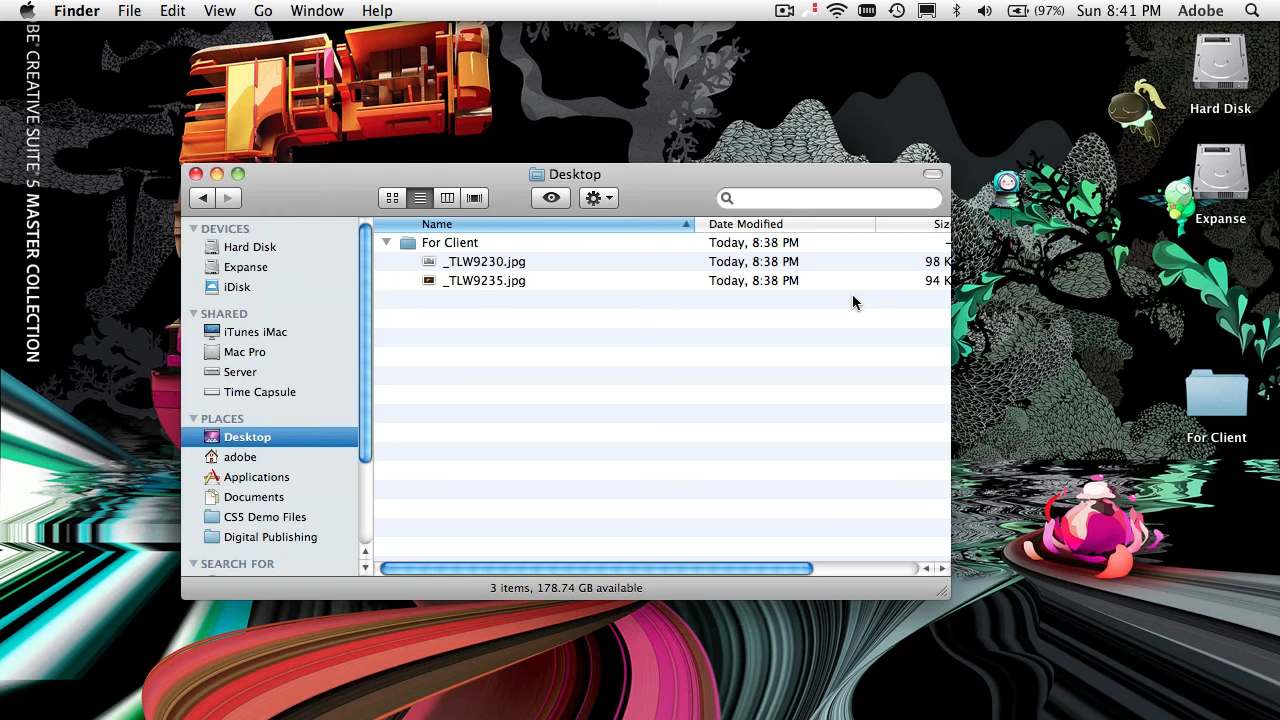 Finder File Edit View Go Window Help (97%) Sun 8:41 PM Adobe
BE® CREATIVE SUITE® 5 MASTER COLLECTION
Hard Disk
Expanse
For Client
Desktop
Name Date Modified
For Client Today, 8:38 PM
_TLW9230.jpg Today, 8:38 PM 98 K
_TLW9235.jpg Today, 8:38 PM 94 K
DEVICES
Hard Disk
Expanse
iDisk
SHARED
iTunes iMac
Mac Pro
Server
Time Capsule
PLACES
Desktop
adobe
Applications
Documents
CS5 Demo Files
Digital Publishing
SEARCH FOR
3 items, 178.74 GB available